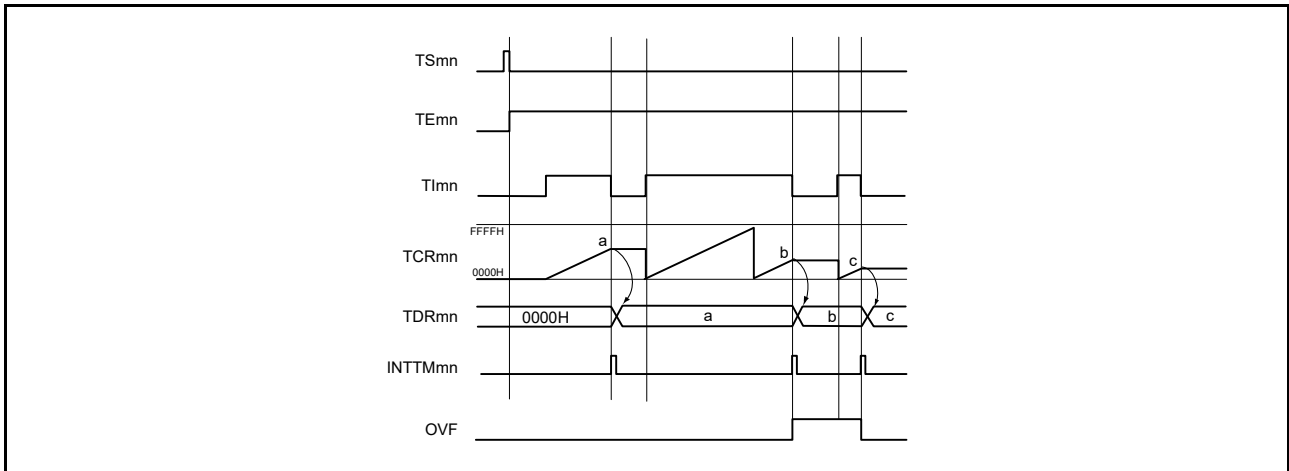 TSmn
TEmn
TImn
FFFFH
TCRmn
0000H
a
b
c
TDRmn
0000H
a
b
c
INTTMmn
OVF